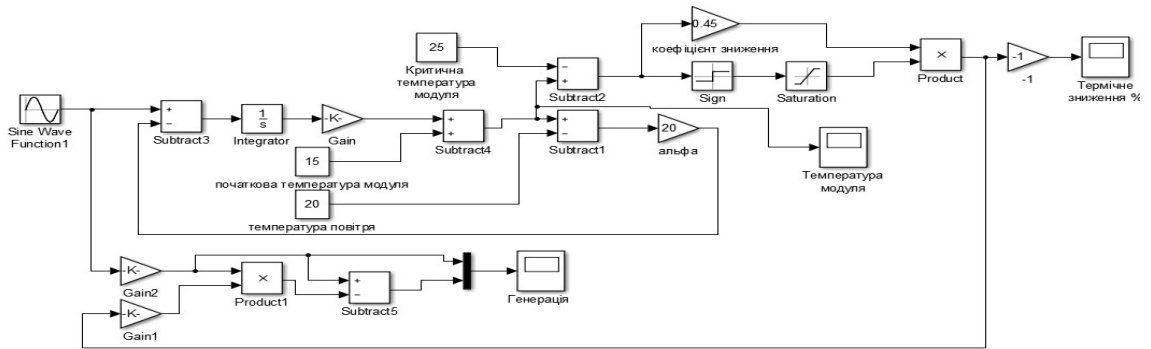 0.45
коефіцієнт зниження
25
Критична
температура
модуля
−
+
Subtract2
Sign
Saturation
×
Product
-1
-1
Термічне
зниження %
Sine Wave
Function1
+
−
Subtract3
1
s
Integrator
-K-
Gain
+
+
Subtract4
+
−
Subtract1
20
альфа
Температура
модуля
15
початкова температура модуля
20
температура повітря
-K-
Gain2
×
Product1
+
−
Subtract5
Генерація
-K-
Gain1